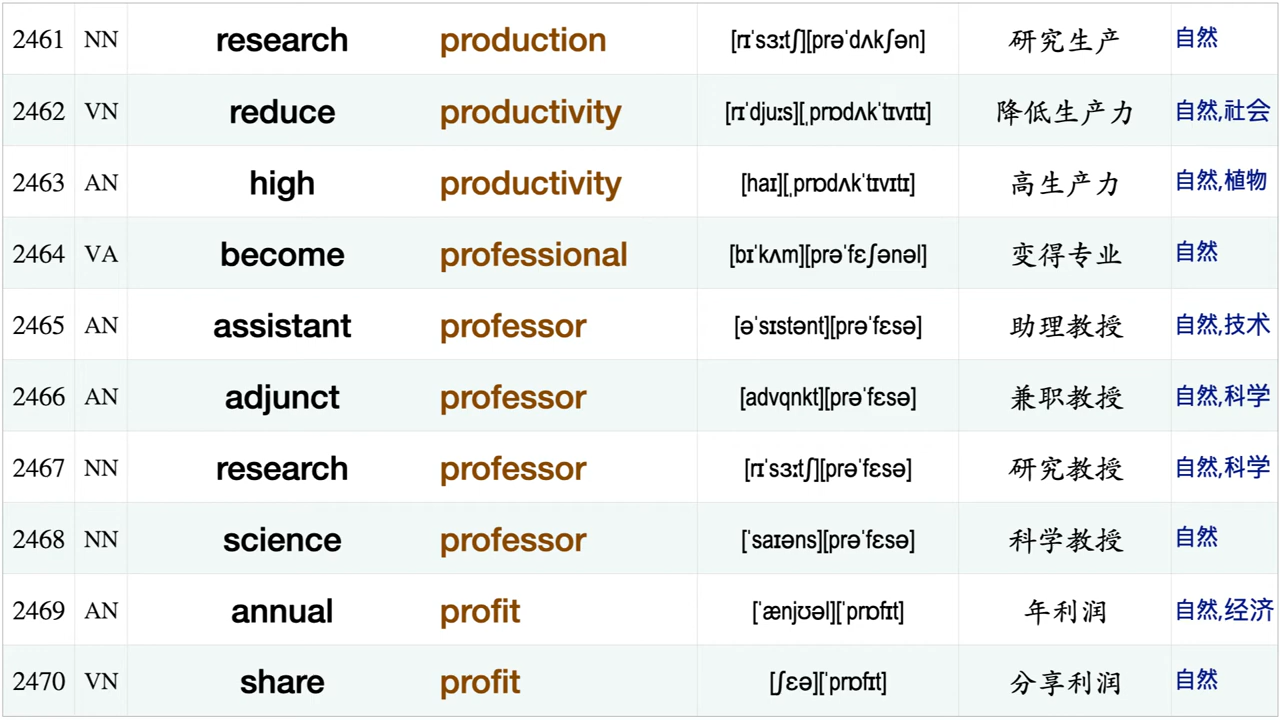 2461 NN research production [rɪˈsɜːtʃ][prəˈdʌkʃən] 研究生产 自然
2462 VN reduce productivity [rɪˈdjuːs][ˌprɒdʌkˈtɪvɪtɪ] 降低生产力 自然,社会
2463 AN high productivity [haɪ][ˌprɒdʌkˈtɪvɪtɪ] 高生产力 自然,植物
2464 VA become professional [bɪˈkʌm][prəˈfɛʃənəl] 变得专业 自然
2465 AN assistant professor [əˈsɪstənt][prəˈfɛsə] 助理教授 自然,技术
2466 AN adjunct professor [advqnkt][prəˈfɛsə] 兼职教授 自然,科学
2467 NN research professor [rɪˈsɜːtʃ][prəˈfɛsə] 研究教授 自然,科学
2468 NN science professor [ˈsaɪəns][prəˈfɛsə] 科学教授 自然
2469 AN annual profit [ˈænjʊəl][ˈprɒfɪt] 年利润 自然,经济
2470 VN share profit [ʃɛə][ˈprɒfɪt] 分享利润 自然